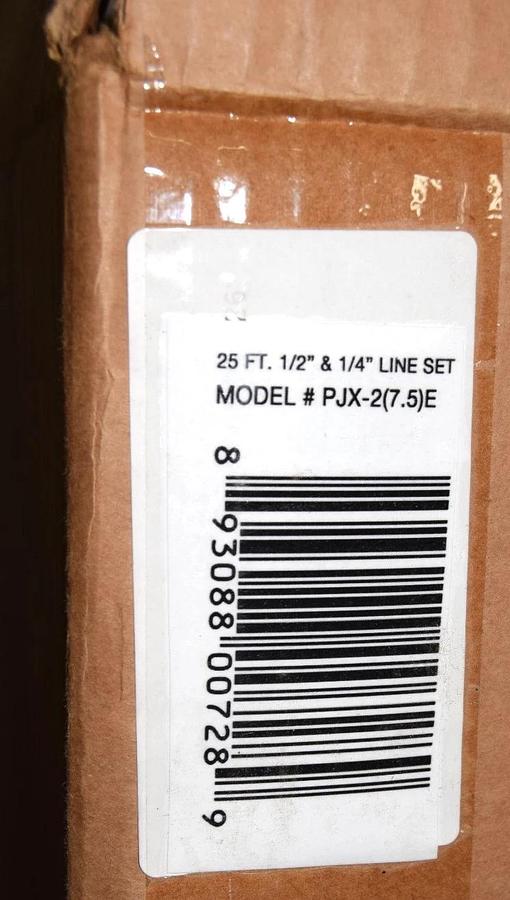 25 FT. 1/2” & 1/4” LINE SET
MODEL # PJX-2(7.5)E
8 93088 00728 9